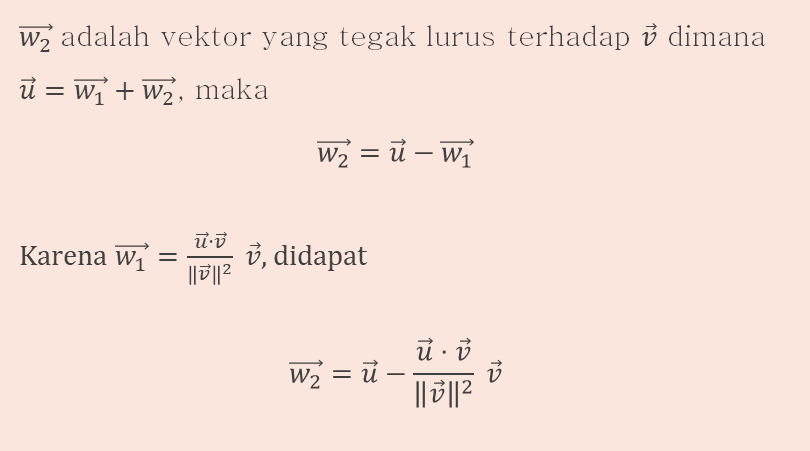 $\overrightarrow{w_2}$ adalah vektor yang tegak lurus terhadap $\vec{v}$ dimana
$\vec{u} = \overrightarrow{w_1} + \overrightarrow{w_2}$, maka
$\overrightarrow{w_2} = \vec{u} - \overrightarrow{w_1}$
Karena $\overrightarrow{w_1} = \frac{\vec{u} \cdot \vec{v}}{\|\vec{v}\|^2} \vec{v}$, didapat
$\overrightarrow{w_2} = \vec{u} - \frac{\vec{u} \cdot \vec{v}}{\|\vec{v}\|^2} \vec{v}$